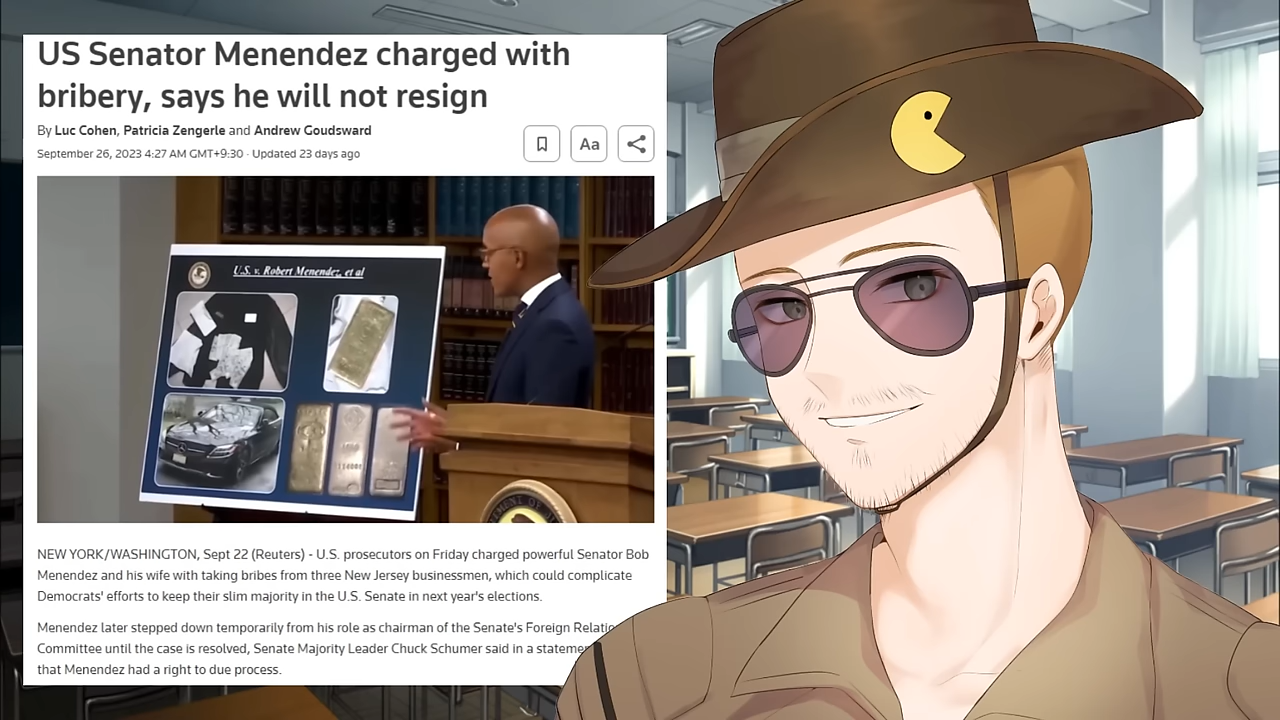 US Senator Menendez charged with
bribery, says he will not resign
By Luc Cohen, Patricia Zengerle and Andrew Goudsward
September 26, 2023 4:27 AM GMT+9:30 · Updated 23 days ago
Aa
U.S. v. Robert Menendez, et al
NEW YORK/WASHINGTON, Sept 22 (Reuters) - U.S. prosecutors on Friday charged powerful Senator Bob
Menendez and his wife with taking bribes from three New Jersey businessmen, which could complicate
Democrats' efforts to keep their slim majority in the U.S. Senate in next year's elections.
Menendez later stepped down temporarily from his role as chairman of the Senate's Foreign Relatio
Committee until the case is resolved, Senate Majority Leader Chuck Schumer said in a statemen
that Menendez had a right to due process.